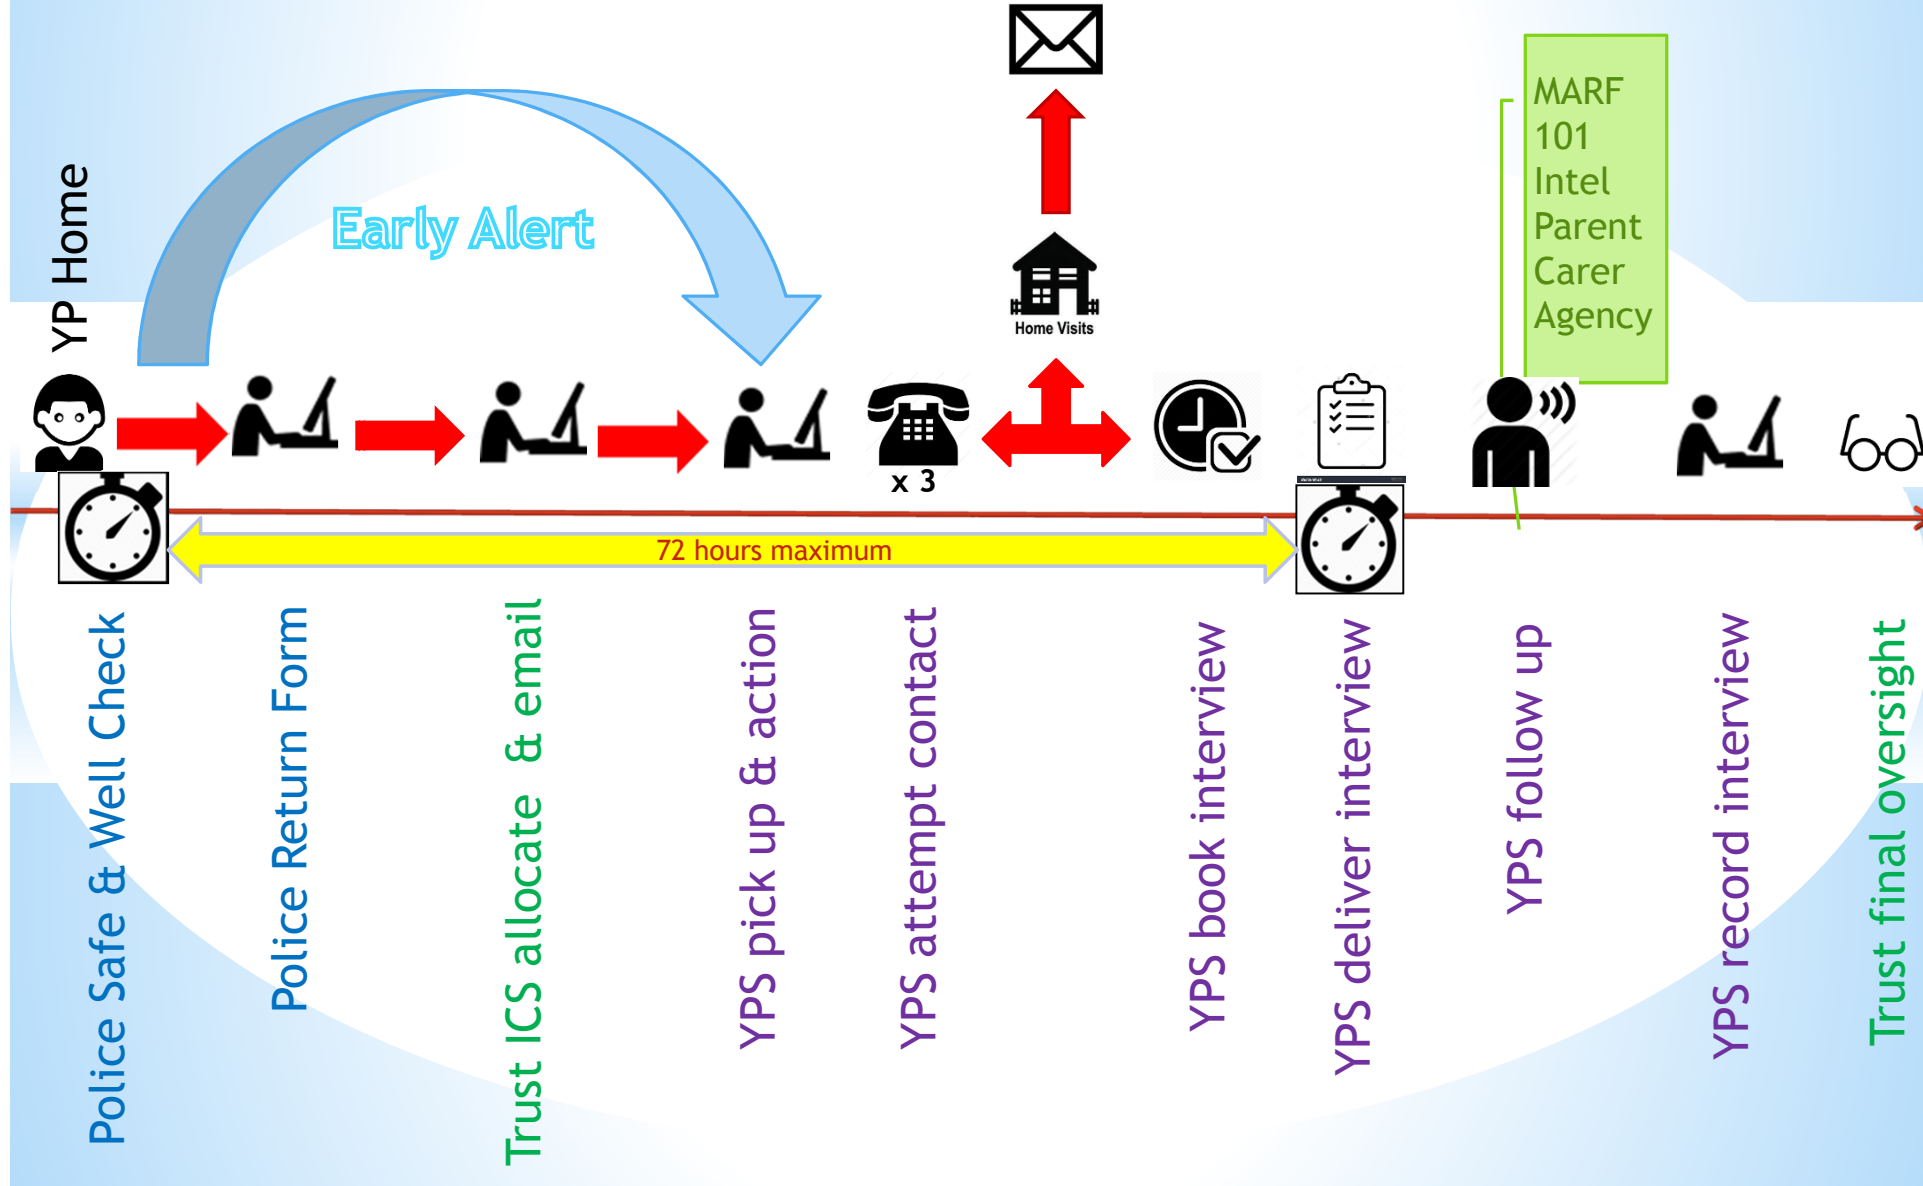 YP Home
Early Alert
Home Visits
MARF
101
Intel
Parent
Carer
Agency
x 3
72 hours maximum
Police Safe & Well Check
Police Return Form
Trust ICS allocate & email
YPS pick up & action
YPS attempt contact
YPS book interview
YPS deliver interview
YPS follow up
YPS record interview
Trust final oversight